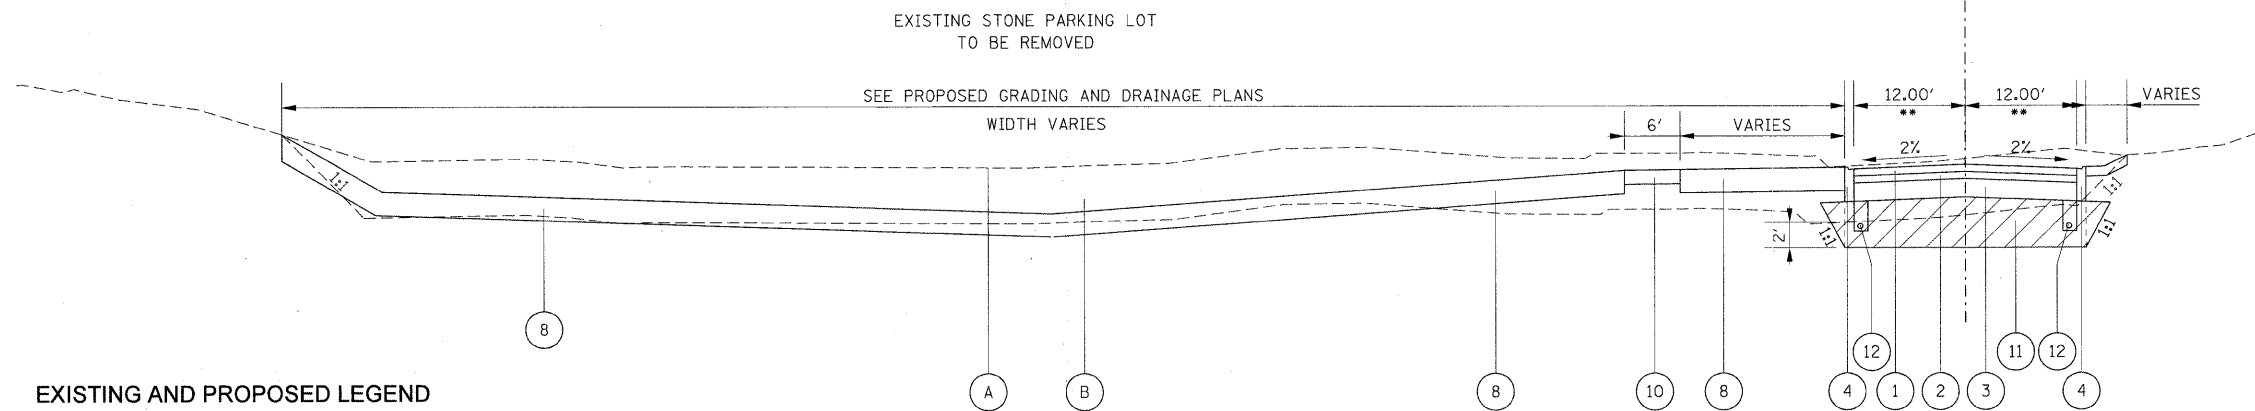 EXISTING STONE PARKING LOT
TO BE REMOVED
SEE PROPOSED GRADING AND DRAINAGE PLANS
12.00'
12.00'
VARIES
**
**
WIDTH VARIES
6'
VARIES
2%
2%
1:1
1:1
2'
1:1
1:1
8
12
11
12
A
B
8
10
8
4
1
2
3
4
EXISTING AND PROPOSED LEGEND